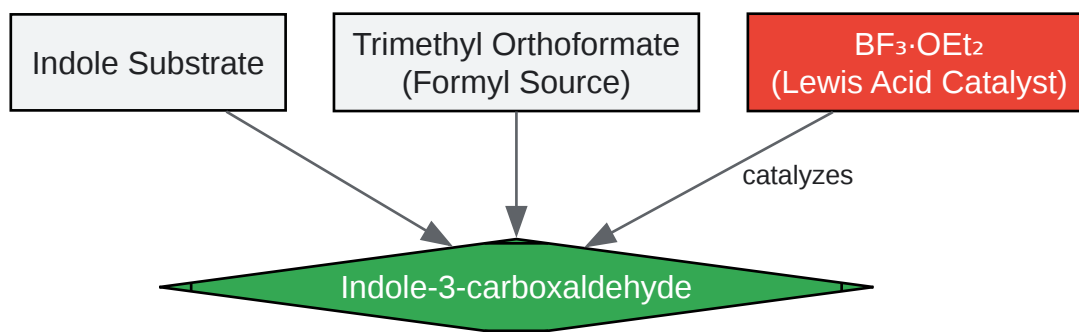 Indole Substrate
Trimethyl Orthoformate
(Formyl Source)
BF₃·OEt₂
(Lewis Acid Catalyst)
catalyzes
Indole-3-carboxaldehyde